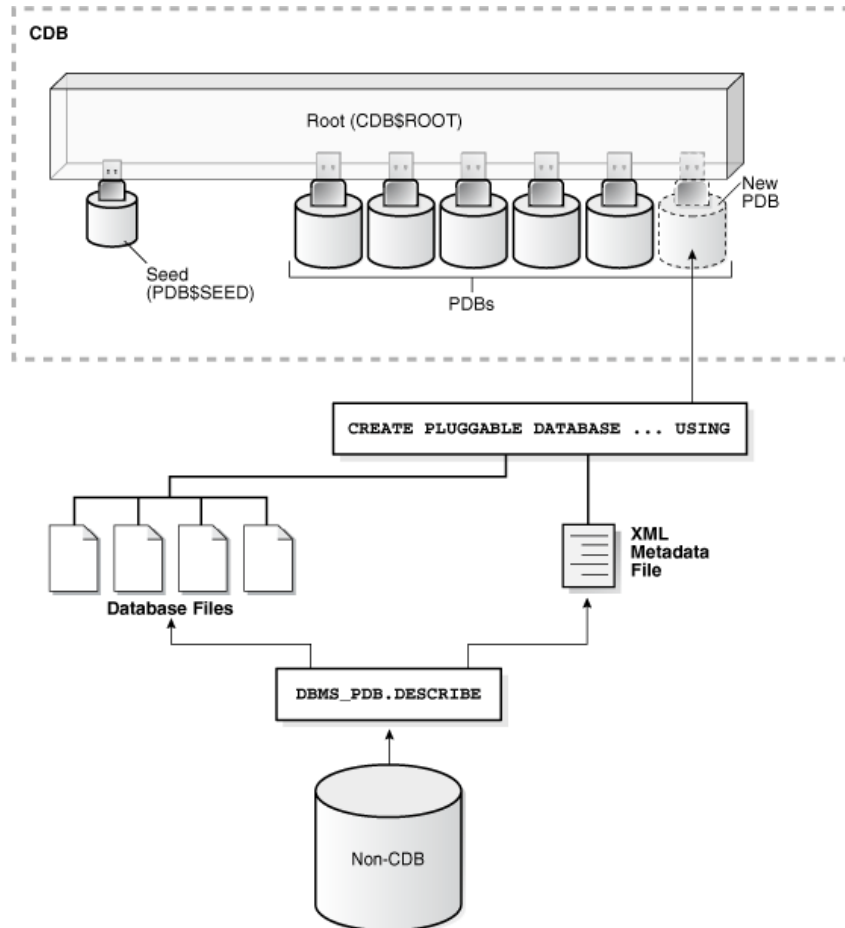 CDB
Root (CDB$ROOT)
New
PDB
Seed
(PDB$SEED)
PDBs
CREATE PLUGGABLE DATABASE ... USING
XML
Metadata
File
Database Files
DBMS_PDB.DESCRIBE
Non-CDB